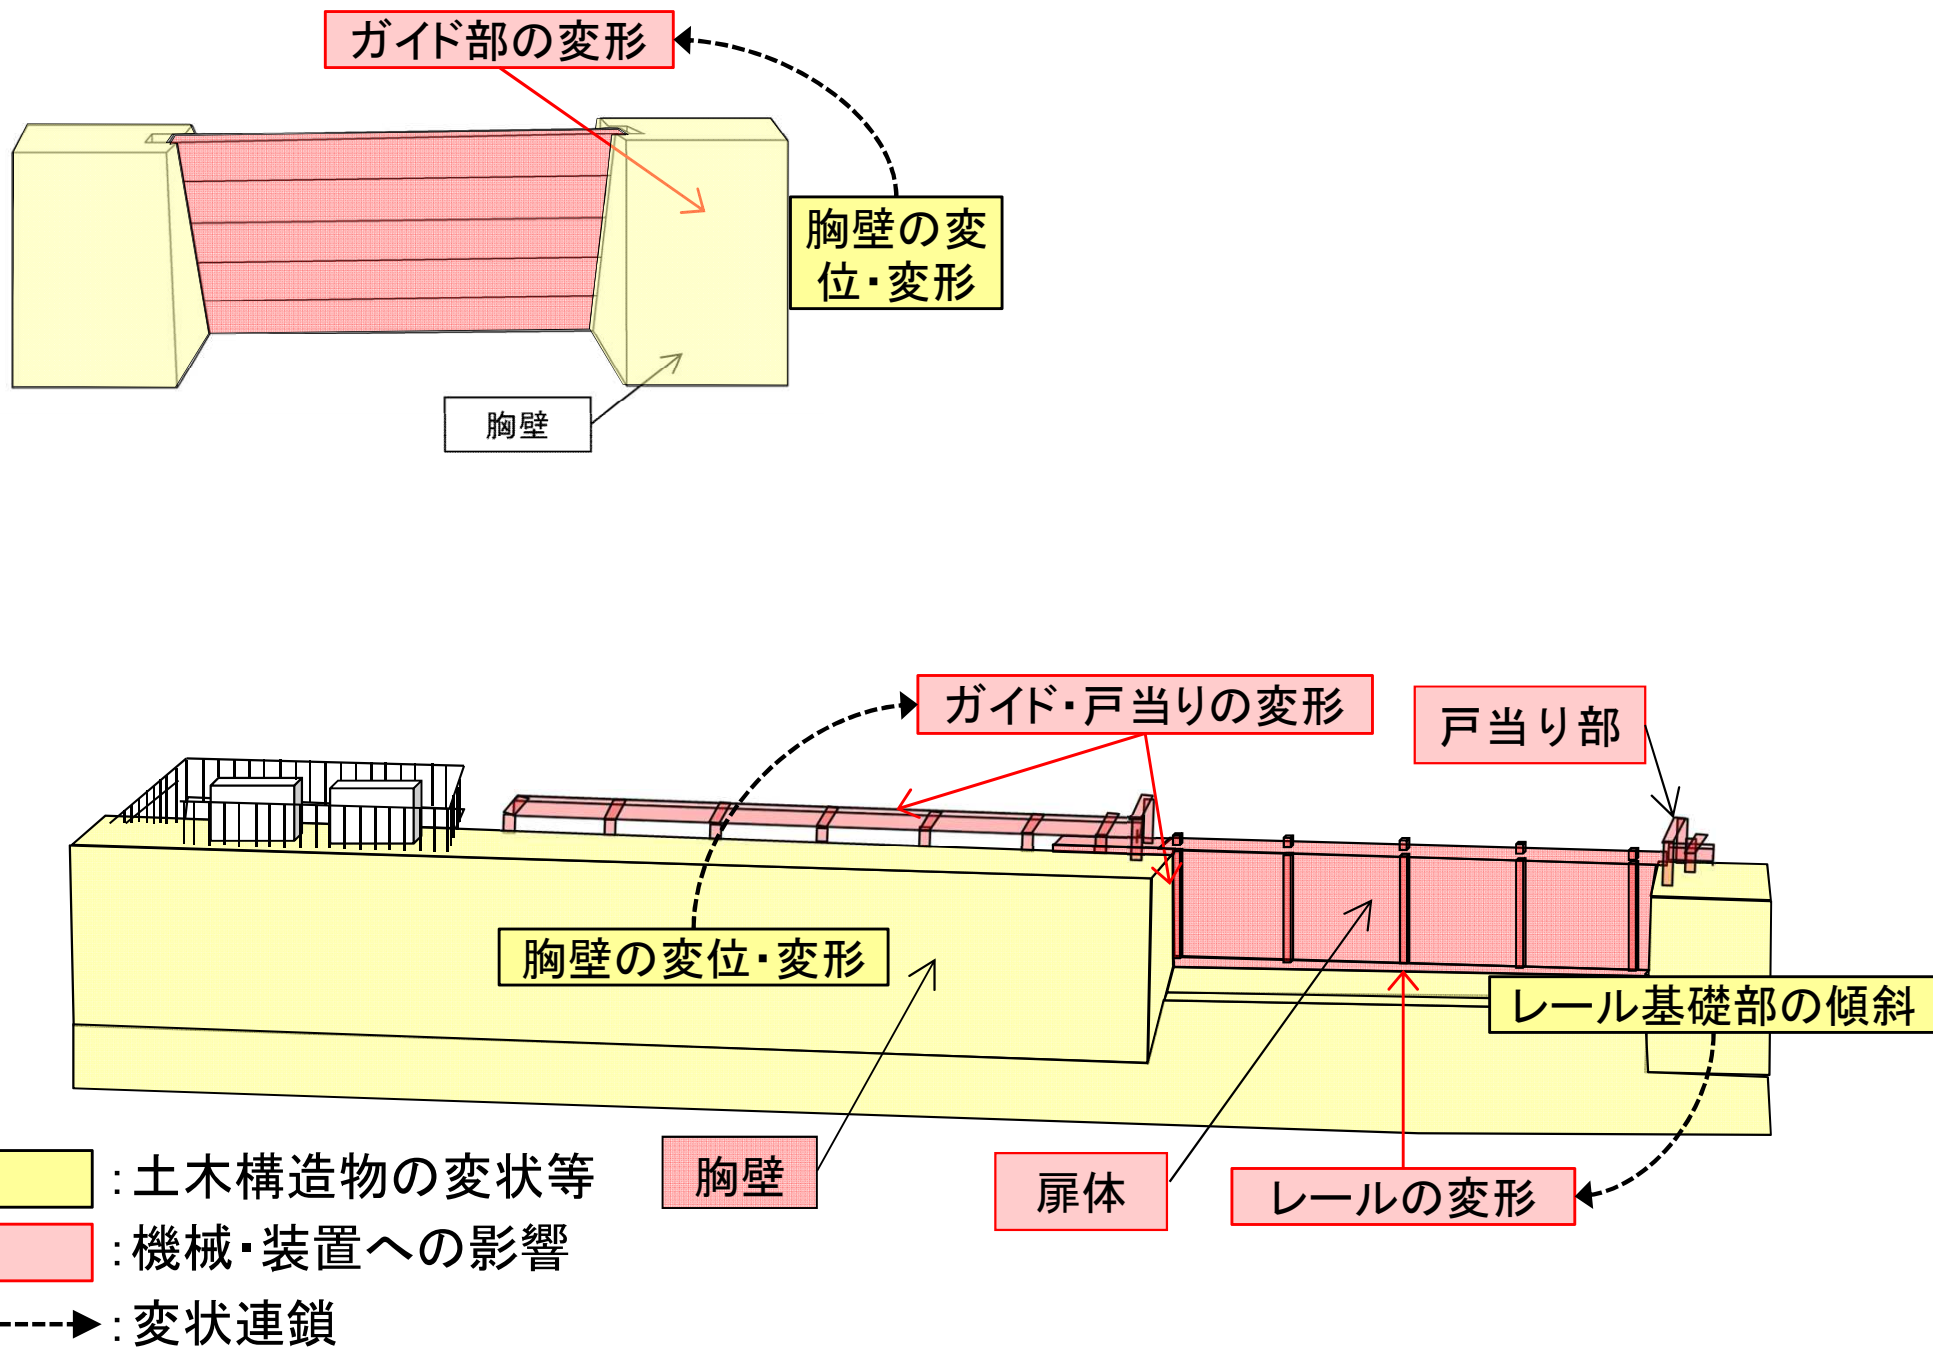 ガイド部の変形
胸壁の変
位・変形
胸壁
ガイド・戸当りの変形
戸当り部
胸壁の変位・変形
レール基礎部の傾斜
胸壁
扉体
レールの変形
:土木構造物の変状等
:機械・装置への影響
:変状連鎖